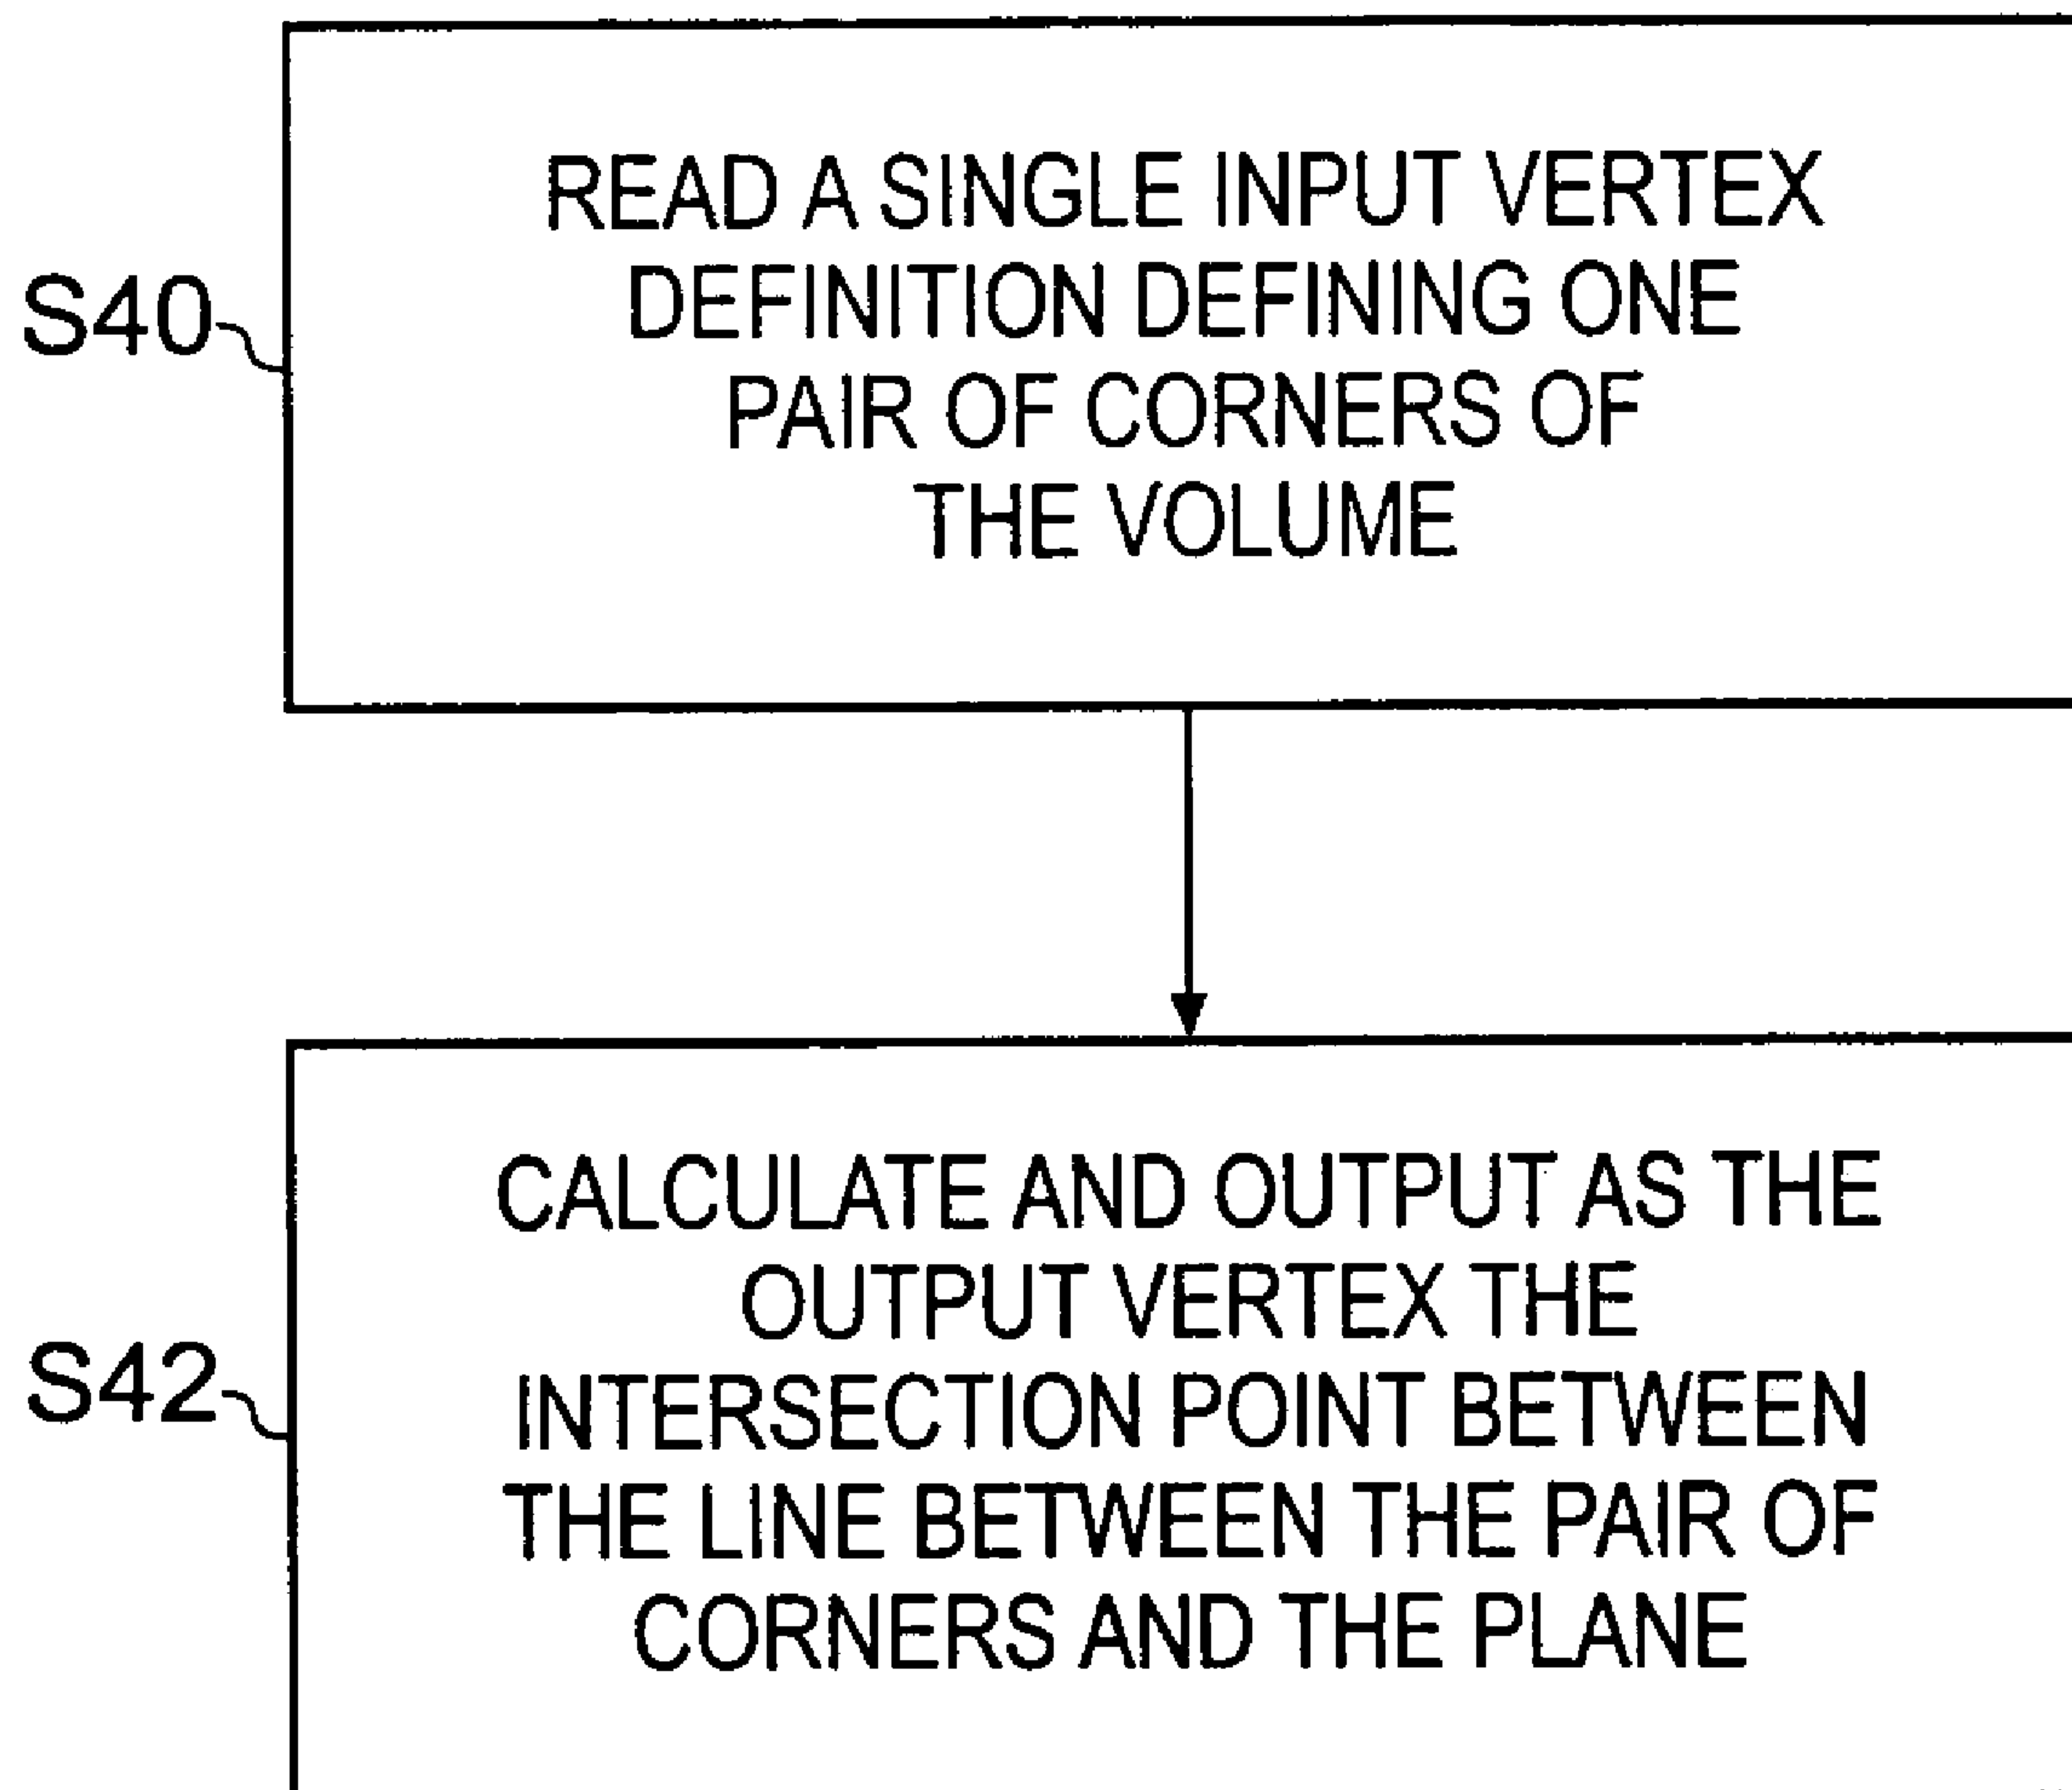 READ A SINGLE INPUT VERTEX
DEFINITION DEFINING ONE
PAIR OF CORNERS OF
THE VOLUME
S40
CALCULATE AND OUTPUT AS THE
OUTPUT VERTEX THE
INTERSECTION POINT BETWEEN
THE LINE BETWEEN THE PAIR OF
CORNERS AND THE PLANE
S42